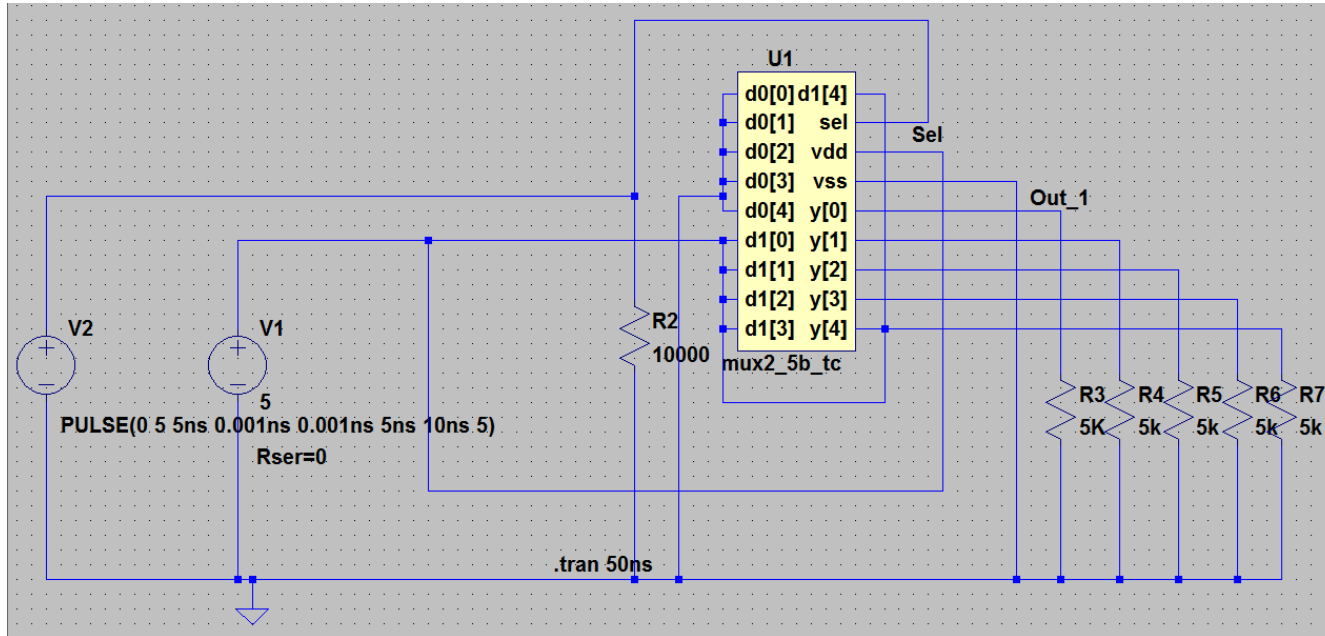 U1
d0[0] d1[4]
d0[1] sel
Sel
d0[2] vdd
d0[3] vss
Out_1
d0[4] y[0]
d1[0] y[1]
d1[1] y[2]
d1[2] y[3]
d1[3] y[4]
mux2_5b_tc
V2
V1
5
PULSE(0 5 5ns 0.001ns 0.001ns 5ns 10ns 5)
Rser=0
R2
10000
R3
5K
R4
5k
R5
5k
R6
5k
R7
5k
.tran 50ns